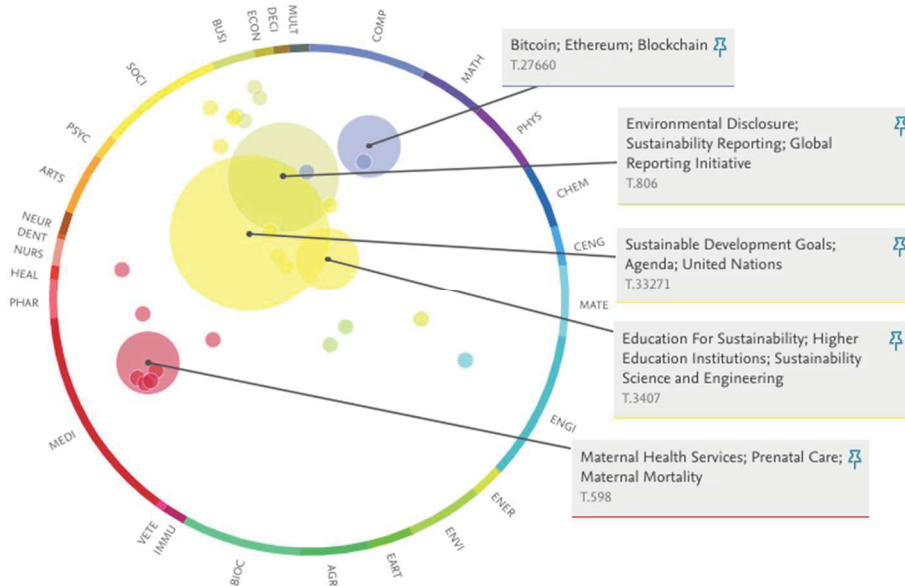 MULT
DECI
ECON
BUSI
SOCI
PSYC
ARTS
NEUR
DENT
NURS
HEAL
PHAR
MEDI
VETE
IMMU
BIOC
AGR
EART
ENVI
ENER
ENGI
MATE
CENG
CHEM
PHYS
MATH
COMP
Bitcoin; Ethereum; Blockchain
T.27660
Environmental Disclosure;
Sustainability Reporting; Global
Reporting Initiative
T.806
Sustainable Development Goals;
Agenda; United Nations
T.33271
Education For Sustainability; Higher
Education Institutions; Sustainability
Science and Engineering
T.3407
Maternal Health Services; Prenatal Care;
Maternal Mortality
T.598